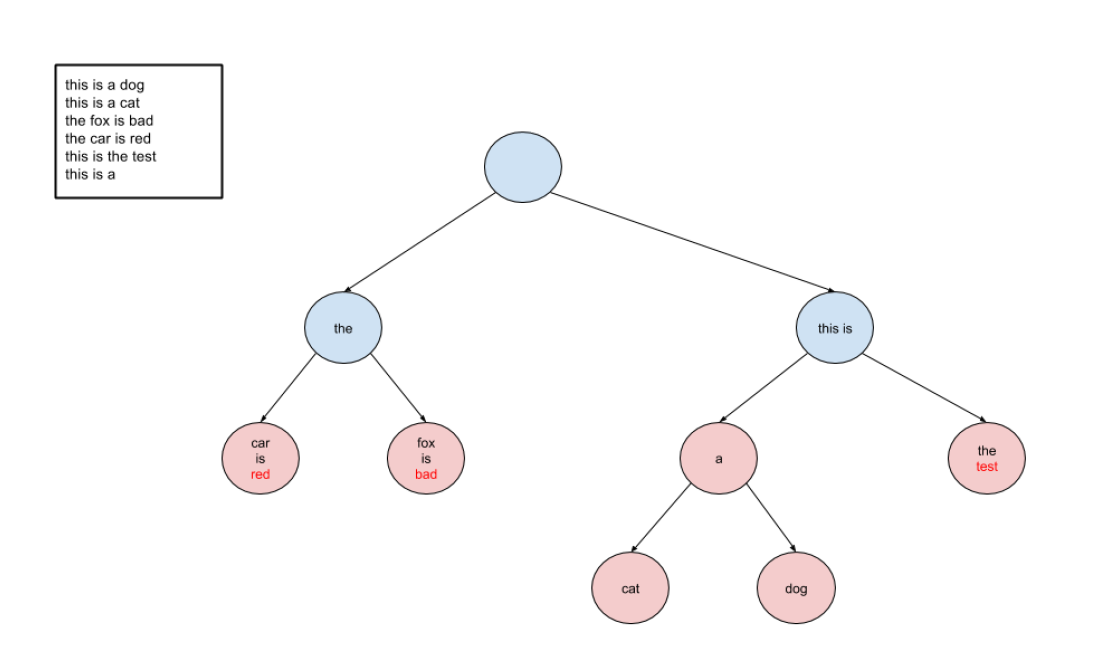 this is a dog
this is a cat
the fox is bad
the car is red
this is the test
this is a
the
this is
car
is
red
fox
is
bad
a
the
test
cat
dog